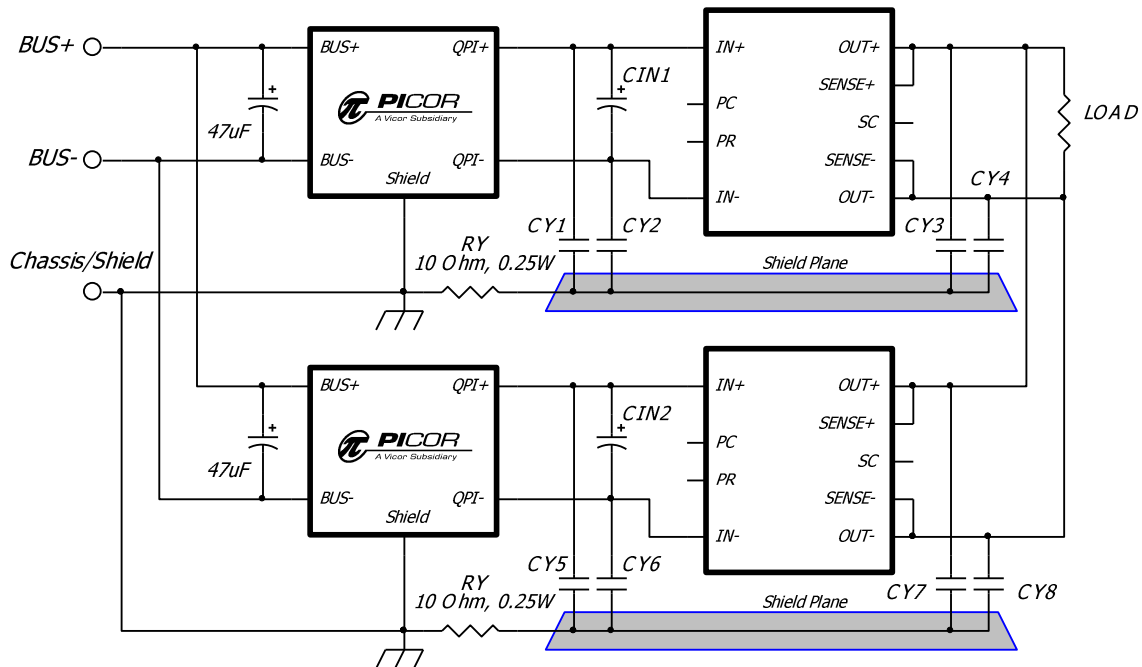 BUS+
BUS+
QPI+
CIN1
IN+
OUT+
SENSE+
PICOR
A Vicor Subsidiary
PC
SC
LOAD
47uF
PR
BUS-
BUS-
QPI-
SENSE-
Shield
IN-
OUT-
CY4
CY1
CY2
CY3
RY
10 Ohm, 0.25W
Chassis/Shield
Shield Plane
BUS+
QPI+
CIN2
IN+
OUT+
SENSE+
PICOR
A Vicor Subsidiary
PC
SC
47uF
PR
BUS-
QPI-
SENSE-
Shield
IN-
OUT-
CY5
CY6
CY7
CY8
RY
10 Ohm, 0.25W
Shield Plane